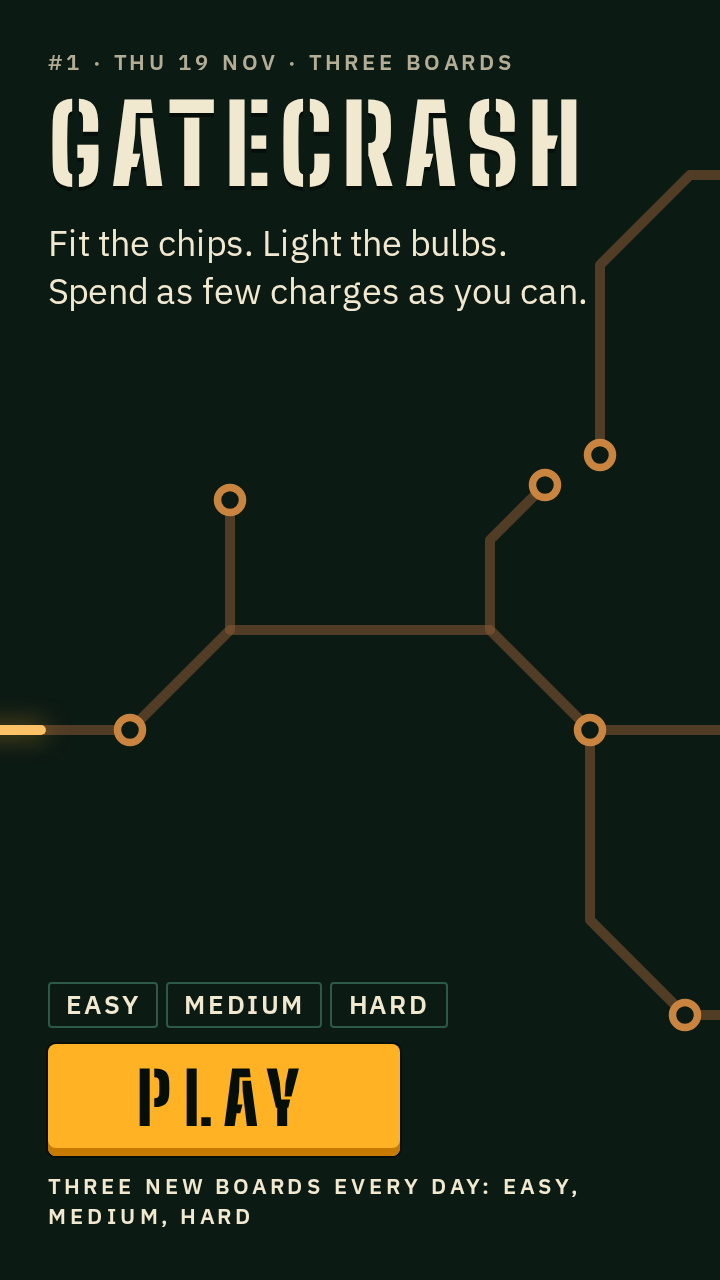 #1 · THU 19 NOV · THREE BOARDS
GATECRASH
Fit the chips. Light the bulbs.
Spend as few charges as you can.
EASY MEDIUM HARD
PLAY
THREE NEW BOARDS EVERY DAY: EASY,
MEDIUM, HARD